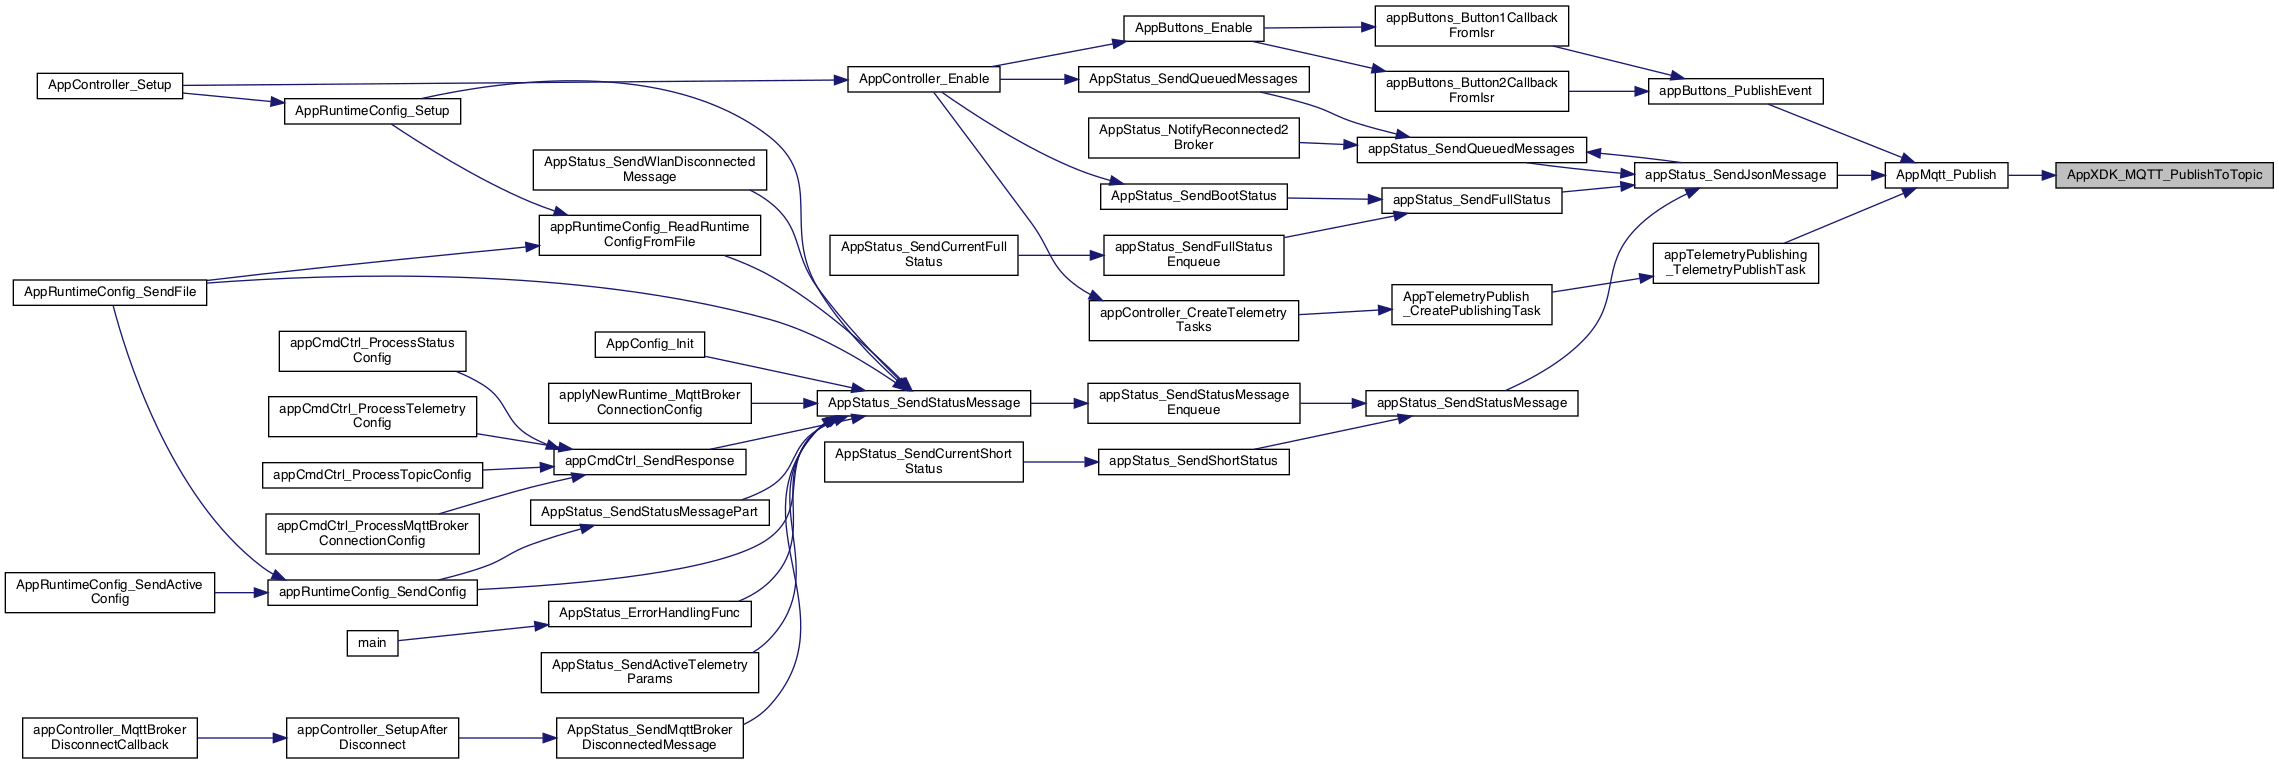 AppButtons_Enable
appButtons_Button1Callback
FromIsr
AppController_Setup
AppController_Enable
AppStatus_SendQueuedMessages
appButtons_Button2Callback
FromIsr
appButtons_PublishEvent
AppRuntimeConfig_Setup
AppStatus_NotifyReconnected2
Broker
appStatus_SendQueuedMessages
AppStatus_SendWlanDisconnected
Message
appStatus_SendJsonMessage
AppMqtt_Publish
AppXDK_MQTT_PublishToTopic
AppStatus_SendBootStatus
appStatus_SendFullStatus
appRuntimeConfig_ReadRuntime
ConfigFromFile
AppStatus_SendCurrentFull
Status
appStatus_SendFullStatus
Enqueue
appTelemetryPublishing
_TelemetryPublishTask
AppRuntimeConfig_SendFile
appController_CreateTelemetry
Tasks
AppTelemetryPublish
_CreatePublishingTask
appCmdCtrl_ProcessStatus
Config
AppConfig_Init
appCmdCtrl_ProcessTelemetry
Config
applyNewRuntime_MqttBroker
ConnectionConfig
AppStatus_SendStatusMessage
appStatus_SendStatusMessage
Enqueue
appStatus_SendStatusMessage
appCmdCtrl_ProcessTopicConfig
appCmdCtrl_SendResponse
AppStatus_SendCurrentShort
Status
appStatus_SendShortStatus
appCmdCtrl_ProcessMqttBroker
ConnectionConfig
AppStatus_SendStatusMessagePart
AppRuntimeConfig_SendActive
Config
appRuntimeConfig_SendConfig
AppStatus_ErrorHandlingFunc
main
AppStatus_SendActiveTelemetry
Params
appController_MqttBroker
DisconnectCallback
appController_SetupAfter
Disconnect
AppStatus_SendMqttBroker
DisconnectedMessage